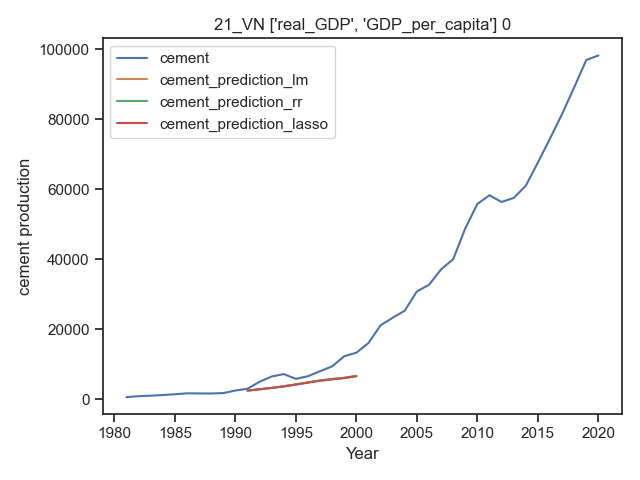 21_VN ['real_GDP', 'GDP_per_capita'] 0
cement
cement_prediction_lm
cement_prediction_rr
cement_prediction_lasso
cement production
100000
80000
60000
40000
20000
0
1980 1985 1990 1995 2000 2005 2010 2015 2020
Year